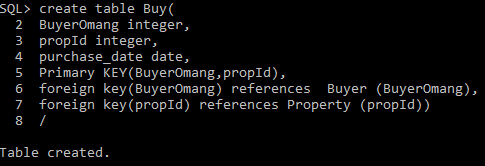 SQL> create table Buy(
2 BuyerOmang integer,
3 propId integer,
4 purchase_date date,
5 Primary KEY(BuyerOmang,propId),
6 foreign key(BuyerOmang) references  Buyer (BuyerOmang),
7 foreign key(propId) references Property (propId))
8 /
Table created.